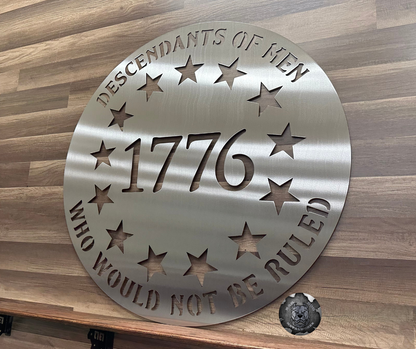 DESCENDANTS OF MEN
1776
WHO WOULD NOT BE RULED